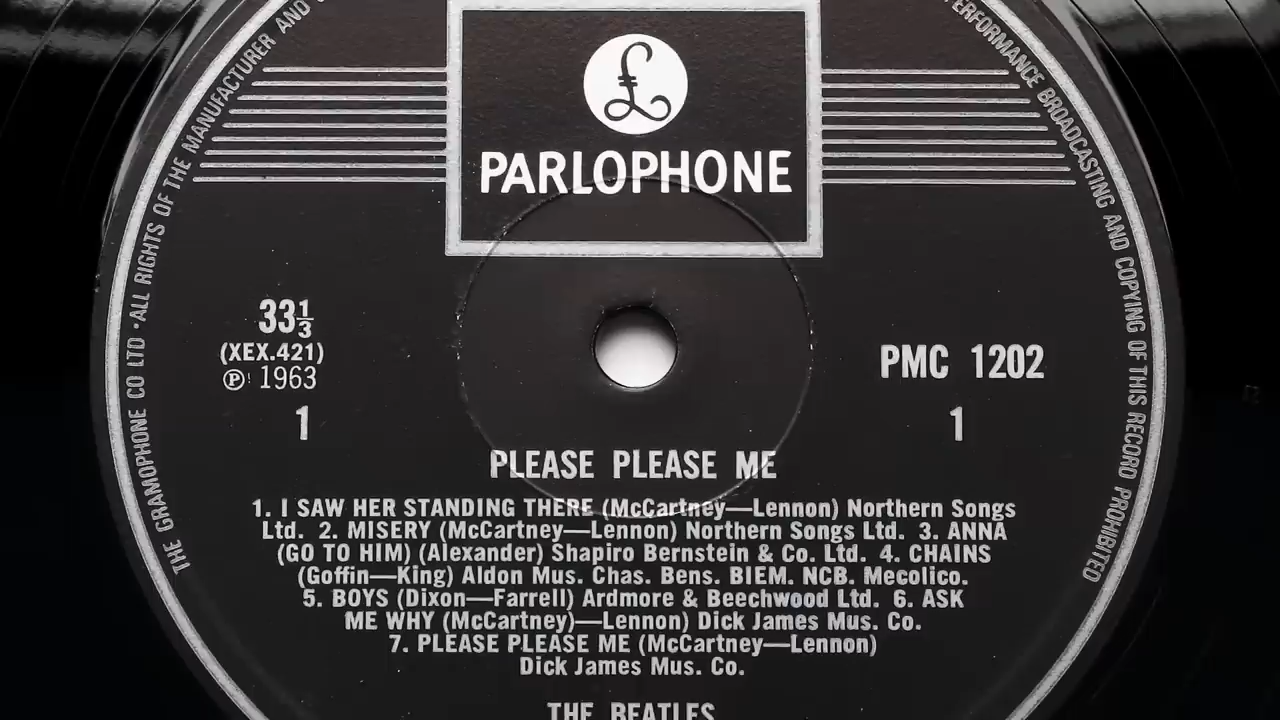 THE GRAMOPHONE CO LTD · ALL RIGHTS OF THE MANUFACTURER AND
PERFORMANCE BROADCASTING AND COPYING OF THIS RECORD PROHIBITED
£
PARLOPHONE
33⅓
(XEX.421)
℗ 1963
1
PMC 1202
1
PLEASE PLEASE ME
1. I SAW HER STANDING THERE (McCartney—Lennon) Northern Songs
Ltd. 2. MISERY (McCartney—Lennon) Northern Songs Ltd. 3. ANNA
(GO TO HIM) (Alexander) Shapiro Bernstein & Co. Ltd. 4. CHAINS
(Goffin—King) Aldon Mus. Chas. Bens. BIEM. NCB. Mecolico.
5. BOYS (Dixon—Farrell) Ardmore & Beechwood Ltd. 6. ASK
ME WHY (McCartney)—Lennon) Dick James Mus. Co.
7. PLEASE PLEASE ME (McCartney—Lennon)
Dick James Mus. Co.
THE BEATLES